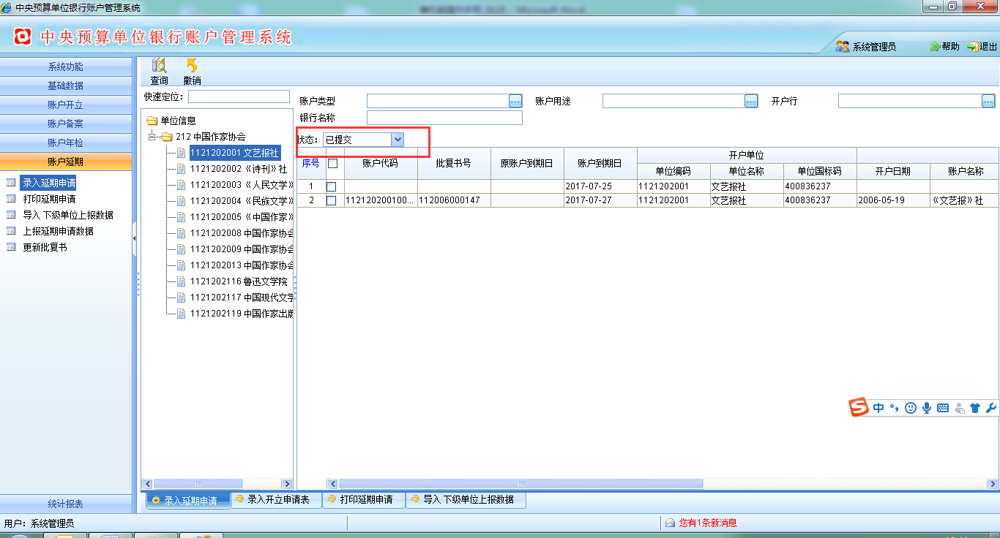 中央预算单位银行账户管理系统
中央预算单位银行账户管理系统
系统管理员 帮助 退出
系统功能
基础数据
账户开立
账户备案
账户年检
账户延期
录入延期申请
打印延期申请
导入 下级单位上报数据
上报延期申请数据
更新批复书
统计报表
查询 撤销
快速定位：
单位信息
212 中国作家协会
1121202001 文艺报社
1121202002 《诗刊》社
1121202003 《人民文学》
1121202004 《民族文学》
1121202005 《中国作家》
1121202008 中国作家协会
1121202009 中国作家协会
1121202013 中国作家协会
1121202116 鲁迅文学院
1121202117 中国现代文学
1121202119 中国作家出版
账户类型 ... 账户用途 ... 开户行 ...
银行名称
状态： 已提交
序号 账户代码 批复书号 原账户到期日 账户到期日 开户单位
单位编码 单位名称 单位国标码 开户日期 账户名称
1 2017-07-25 1121202001 文艺报社 400836237
2 112120200100... 112006000147 2017-07-27 1121202001 文艺报社 400836237 2006-05-19 《文艺报》社
中
录入延期申请 录入开立申请表 打印延期申请 导入 下级单位上报数据
用户：系统管理员 您有1条新消息